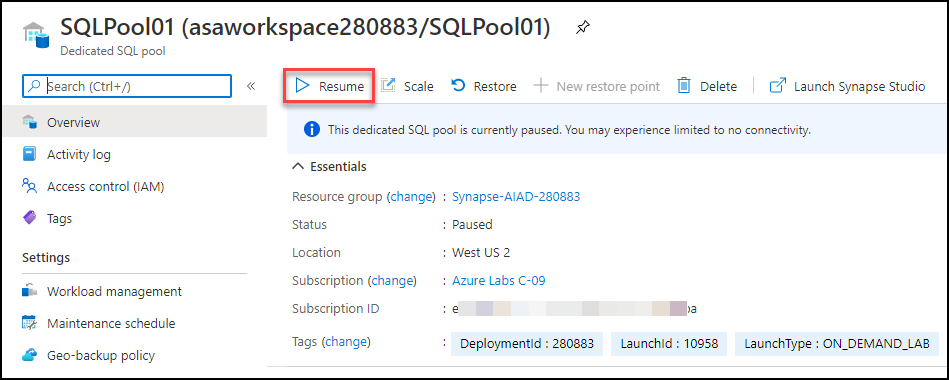 SQLPool01 (asaworkspace280883/SQLPool01)
Dedicated SQL pool
Search (Ctrl+/)
«
Overview
Activity log
Access control (IAM)
Tags
Settings
Workload management
Maintenance schedule
Geo-backup policy
Resume Scale Restore New restore point Delete Launch Synapse Studio
This dedicated SQL pool is currently paused. You may experience limited to no connectivity.
Essentials
Resource group (change) : Synapse-AIAD-280883
Status : Paused
Location : West US 2
Subscription (change) : Azure Labs C-09
Subscription ID :
Tags (change) : DeploymentId : 280883 LaunchId : 10958 LaunchType : ON_DEMAND_LAB